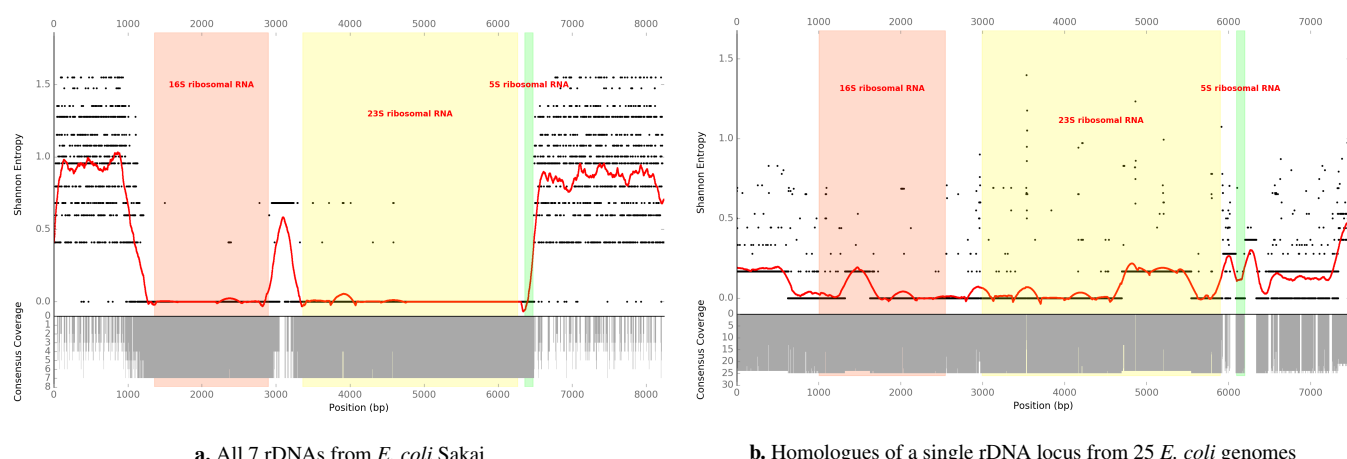 0 1000 2000 3000 4000 5000 6000 7000 8000
1.5
1.0
0.5
0.0
Shannon Entropy
16S ribosomal RNA
23S ribosomal RNA
5S ribosomal RNA
0
1
2
3
4
5
6
7
8
Consensus Coverage
0 1000 2000 3000 4000 5000 6000 7000 8000
Position (bp)
a. All 7 rDNAs from E. coli Sakai
0 1000 2000 3000 4000 5000 6000 7000
1.5
1.0
0.5
0.0
Shannon Entropy
16S ribosomal RNA
23S ribosomal RNA
5S ribosomal RNA
0
5
10
15
20
25
30
Consensus Coverage
0 1000 2000 3000 4000 5000 6000 7000
Position (bp)
b. Homologues of a single rDNA locus from 25 E. coli genomes